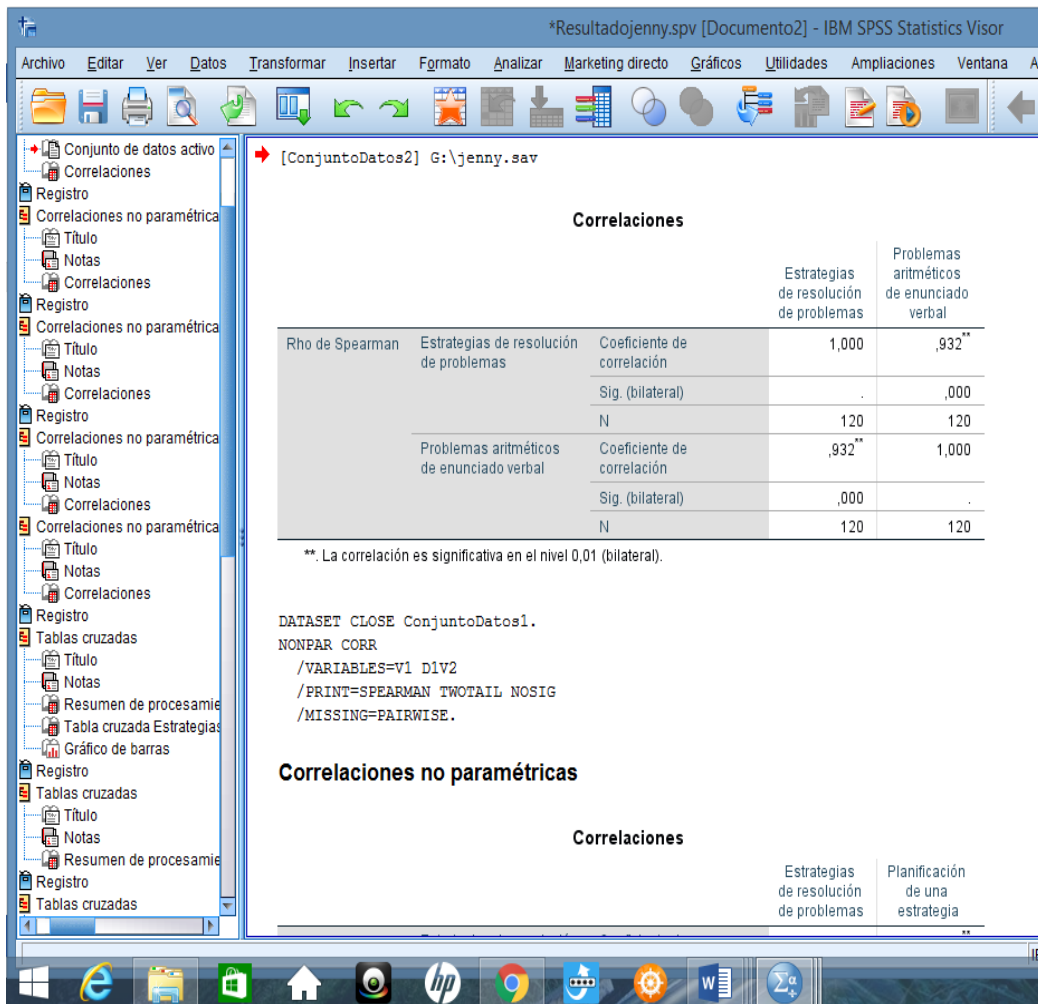 *Resultadojenny.spv [Documento2] - IBM SPSS Statistics Visor
Archivo Editar Ver Datos Transformar Insertar Formato Analizar Marketing directo Gráficos Utilidades Ampliaciones Ventana A
Conjunto de datos activo
Correlaciones
Registro
Correlaciones no paramétrica
Título
Notas
Correlaciones
Registro
Correlaciones no paramétrica
Título
Notas
Correlaciones
Registro
Correlaciones no paramétrica
Título
Notas
Correlaciones
Correlaciones no paramétrica
Título
Notas
Correlaciones
Registro
Tablas cruzadas
Título
Notas
Resumen de procesamie
Tabla cruzada Estrategias
Gráfico de barras
Registro
Tablas cruzadas
Título
Notas
Resumen de procesamie
Registro
Tablas cruzadas
[ConjuntoDatos2] G:\jenny.sav
Correlaciones
Estrategias
de resolución
de problemas
Problemas
aritméticos
de enunciado
verbal
Rho de Spearman
Estrategias de resolución
de problemas
Coeficiente de
correlación
1,000 ,932**
Sig. (bilateral) . ,000
N 120 120
Problemas aritméticos
de enunciado verbal
Coeficiente de
correlación
,932** 1,000
Sig. (bilateral) ,000 .
N 120 120
**. La correlación es significativa en el nivel 0,01 (bilateral).
DATASET CLOSE ConjuntoDatos1.
NONPAR CORR
/VARIABLES=V1 D1V2
/PRINT=SPEARMAN TWOTAIL NOSIG
/MISSING=PAIRWISE.
Correlaciones no paramétricas
Correlaciones
Estrategias
de resolución
de problemas
Planificación
de una
estrategia
**
hp
W
Σα